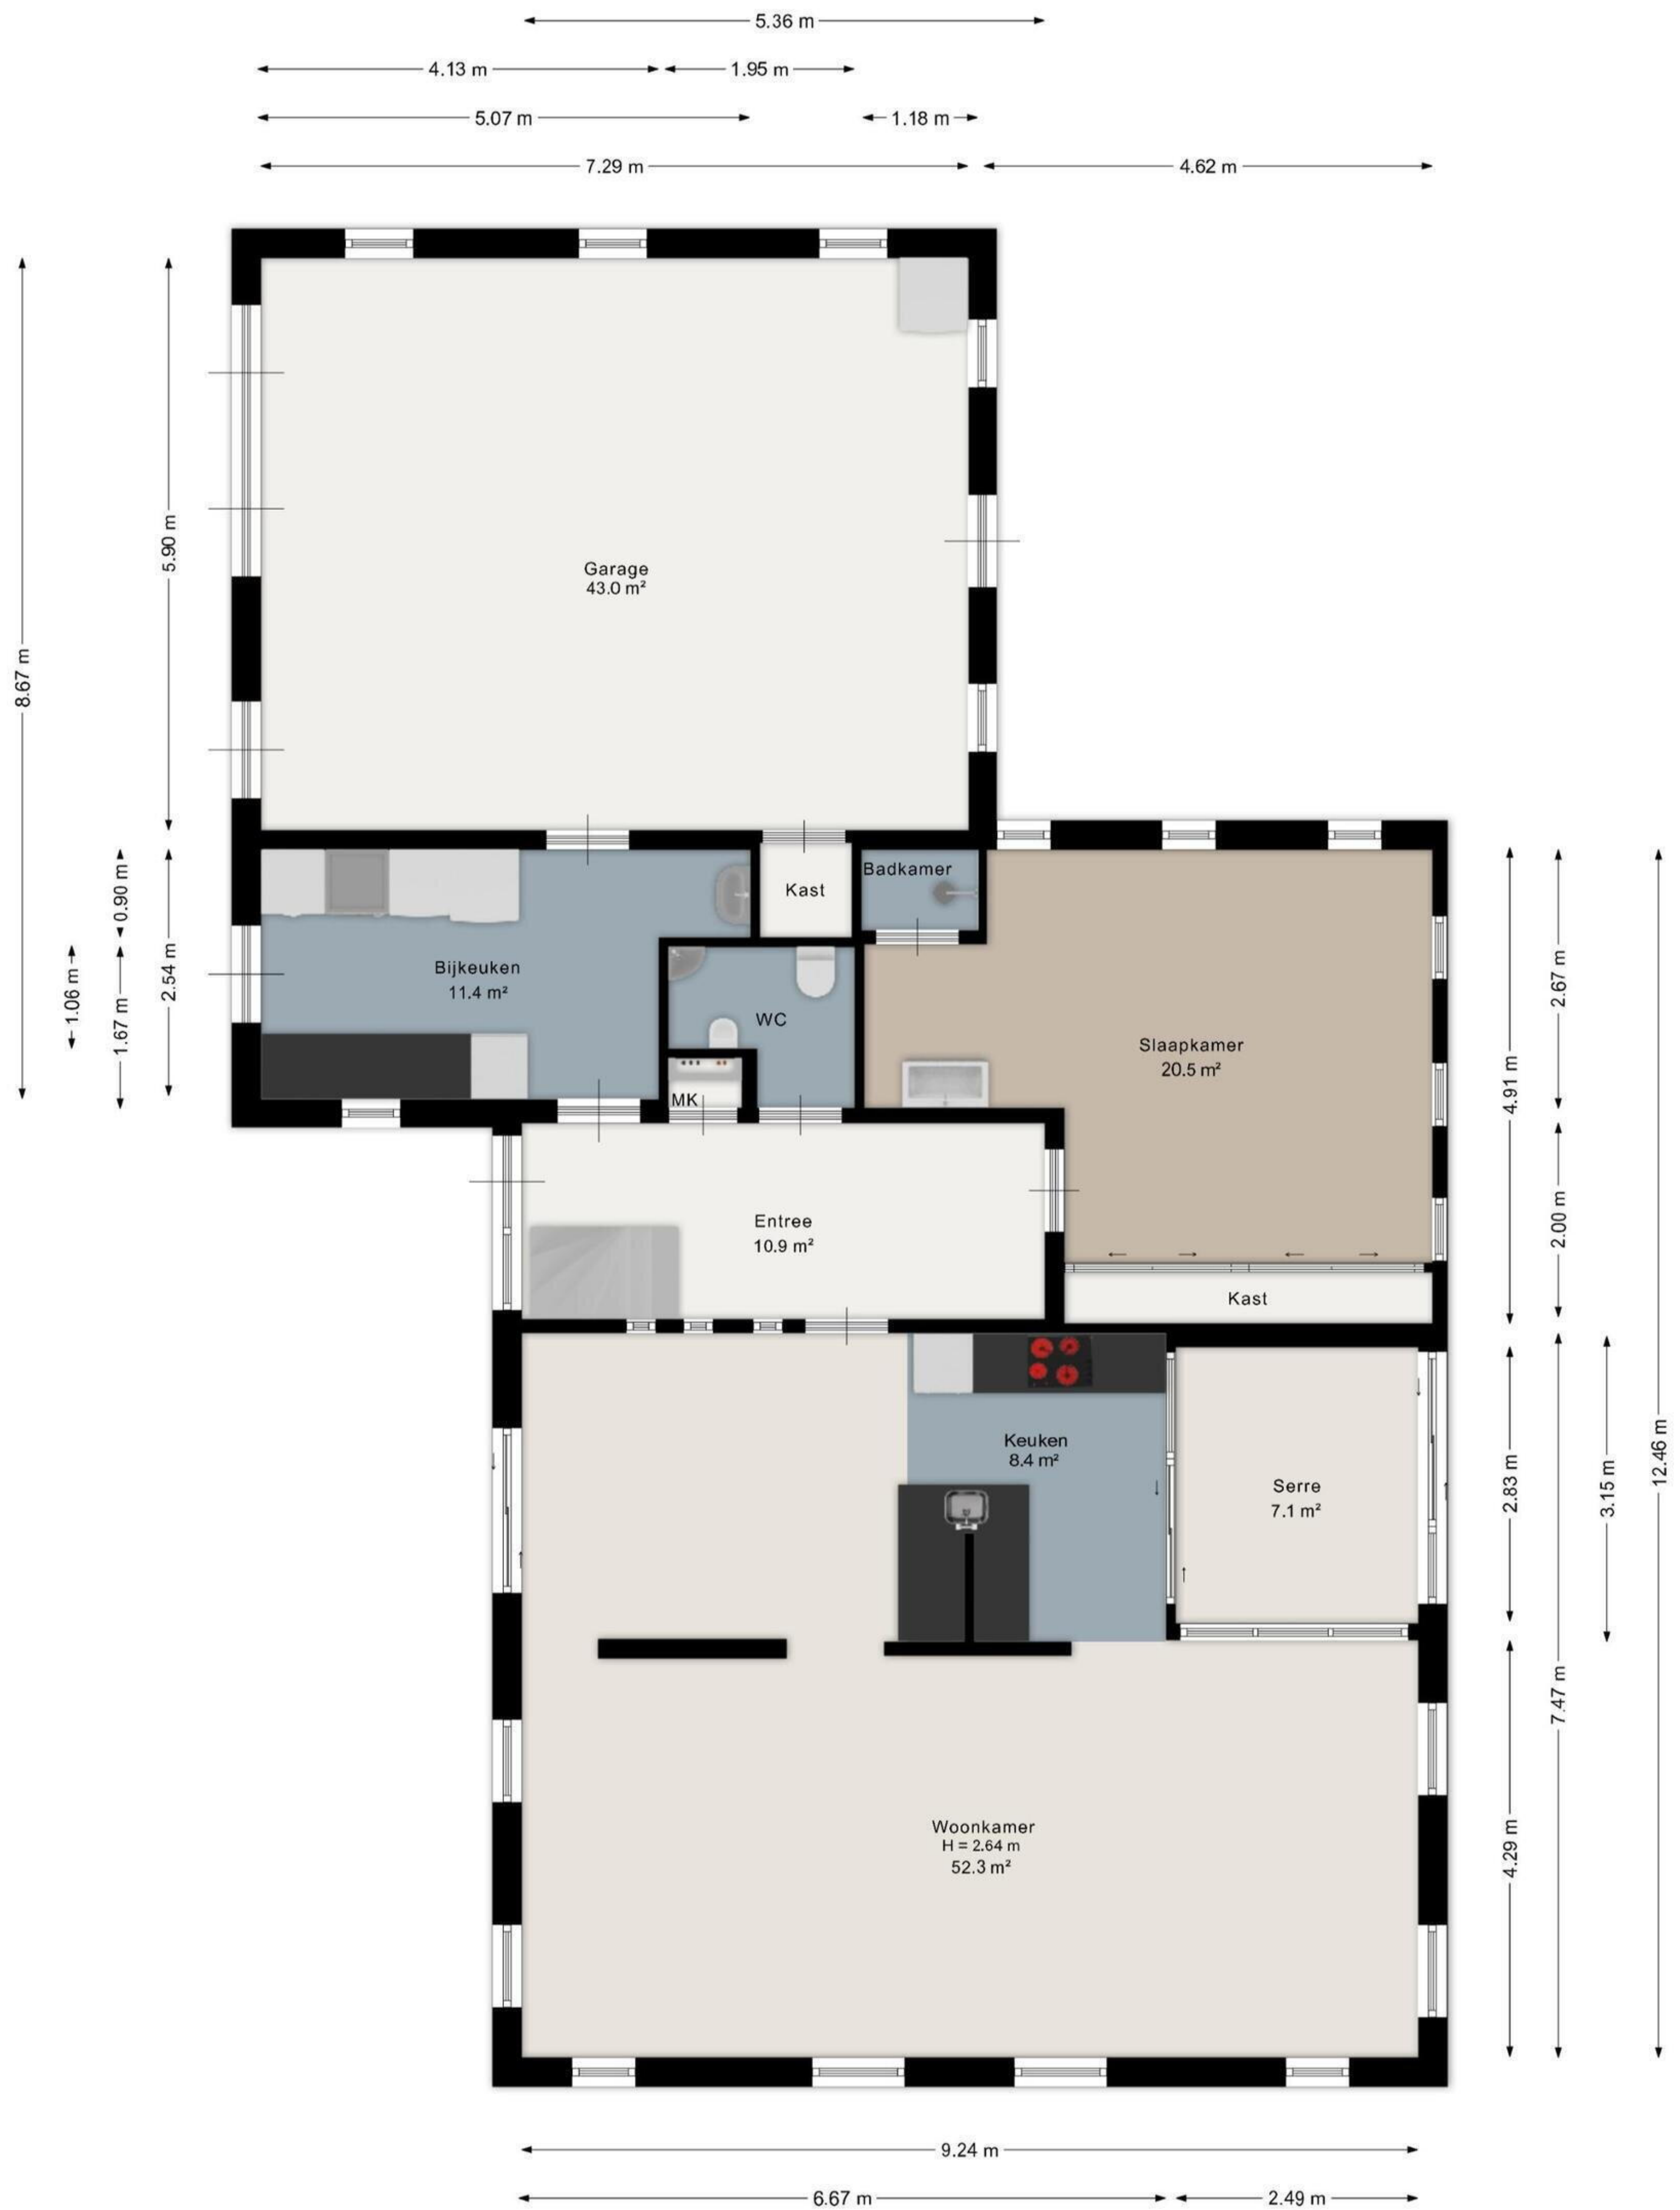 5.36 m
4.13 m
1.95 m
5.07 m
1.18 m
7.29 m
4.62 m
8.67 m
5.90 m
Garage
43.0 m²
0.90 m
1.06 m
1.67 m
2.54 m
Kast
Badkamer
Bijkeuken
11.4 m²
WC
MK
Slaapkamer
20.5 m²
2.67 m
4.91 m
2.00 m
Entree
10.9 m²
Kast
Keuken
8.4 m²
Serre
7.1 m²
2.83 m
3.15 m
12.46 m
7.47 m
4.29 m
Woonkamer
H = 2.64 m
52.3 m²
9.24 m
6.67 m
2.49 m